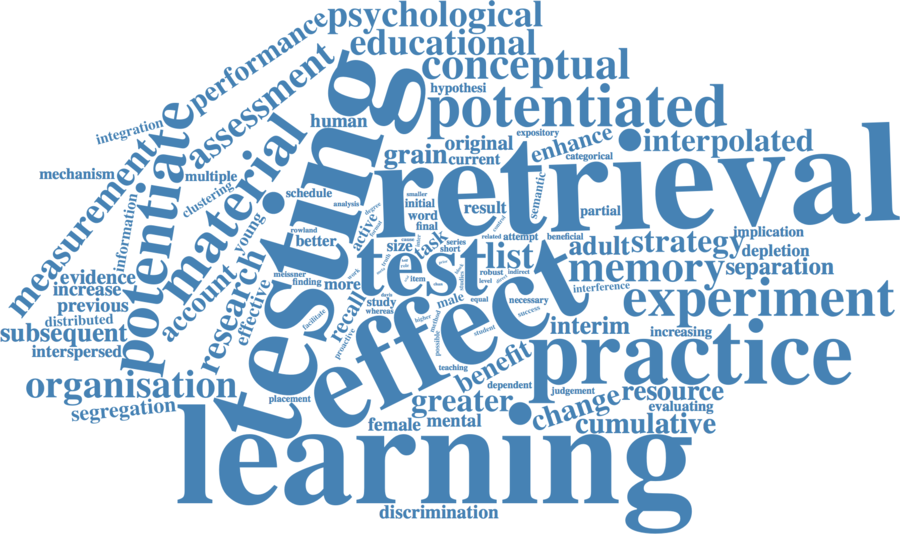 psychological
educational
performance
conceptual
assessment
hypothesi
potentiated
human
integration
potentiate
testing
expository
enhance
interpolated
original
grain
current
categorical
retrieval
measurement
mechanism
multiple
material
clustering
schedule
analysis
smaller
degree
initial
word
final
result
semantic
partial
information
young
active
rowland
better
task
related
attempt
beneficial
adult
strategy
implication
depletion
size
series
short
list
test
memory
separation
account
evidence
increase
previous
distributed
subsequent
interspersed
research
effective
meissner
finding
more
work
truth
item
robust
level
indirect
interference
experiment
recall
study
whereas
male
equal
necessary
success
effect
facilitate
proactive
higher
method
possible
student
interim
increasing
practice
organisation
segregation
teaching
benefit
dependent
judgement
resource
evaluating
placement
greater
change
cumulative
female
mental
learning
discrimination